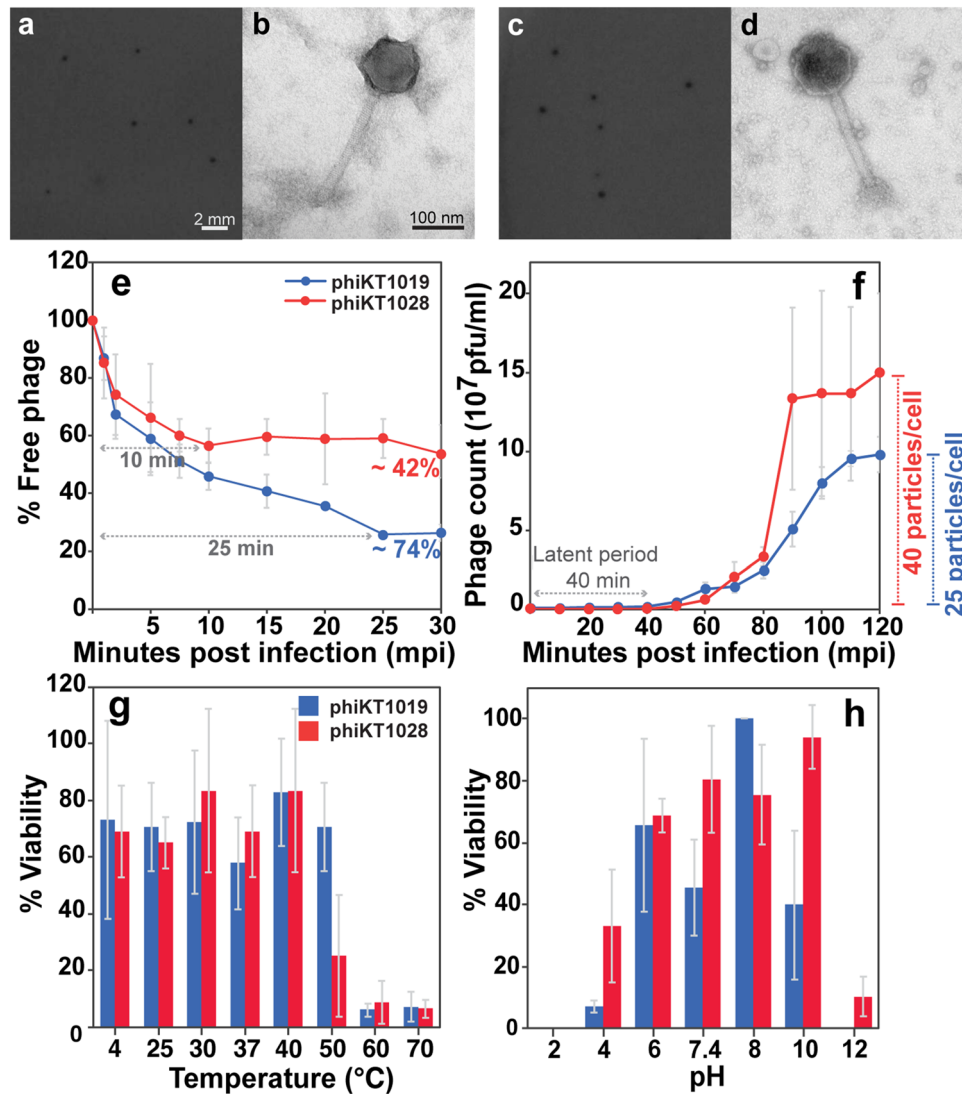 a
b
c
d
2 mm
100 nm
e
120
100
80
60
40
20
0
% Free phage
phiKT1019
phiKT1028
10 min
~ 42%
25 min
~ 74%
5
10
15
20
25
30
Minutes post infection (mpi)
f
20
15
10
5
0
Phage count (10⁷pfu/ml)
Latent period
40 min
40 particles/cell
25 particles/cell
20
40
60
80
100
120
Minutes post infection (mpi)
g
120
100
80
60
40
20
0
% Viability
phiKT1019
phiKT1028
4
25
30
37
40
50
60
70
Temperature (°C)
h
100
80
60
40
20
0
% Viability
2
4
6
7.4
8
10
12
pH